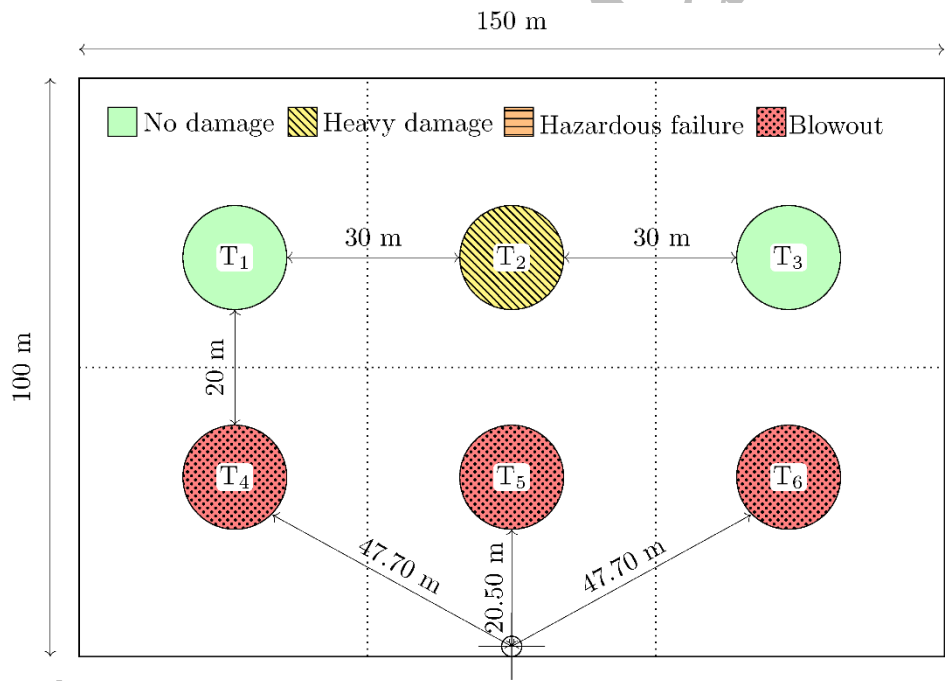 150 m
No damage Heavy damage Hazardous failure Blowout
30 m 30 m
T1 T2 T3
100 m
20 m
T4 T5 T6
47.70 m 20.50 m 47.70 m